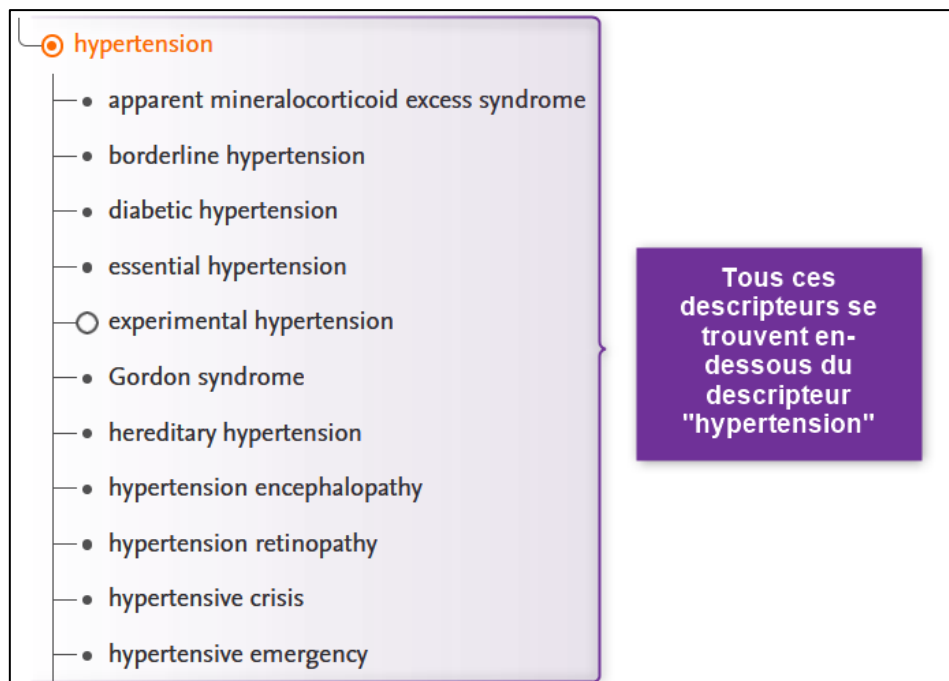 hypertension
apparent mineralocorticoid excess syndrome
borderline hypertension
diabetic hypertension
essential hypertension
experimental hypertension
Gordon syndrome
hereditary hypertension
hypertension encephalopathy
hypertension retinopathy
hypertensive crisis
hypertensive emergency
Tous ces
descripteurs se
trouvent en-
dessous du
descripteur
"hypertension"